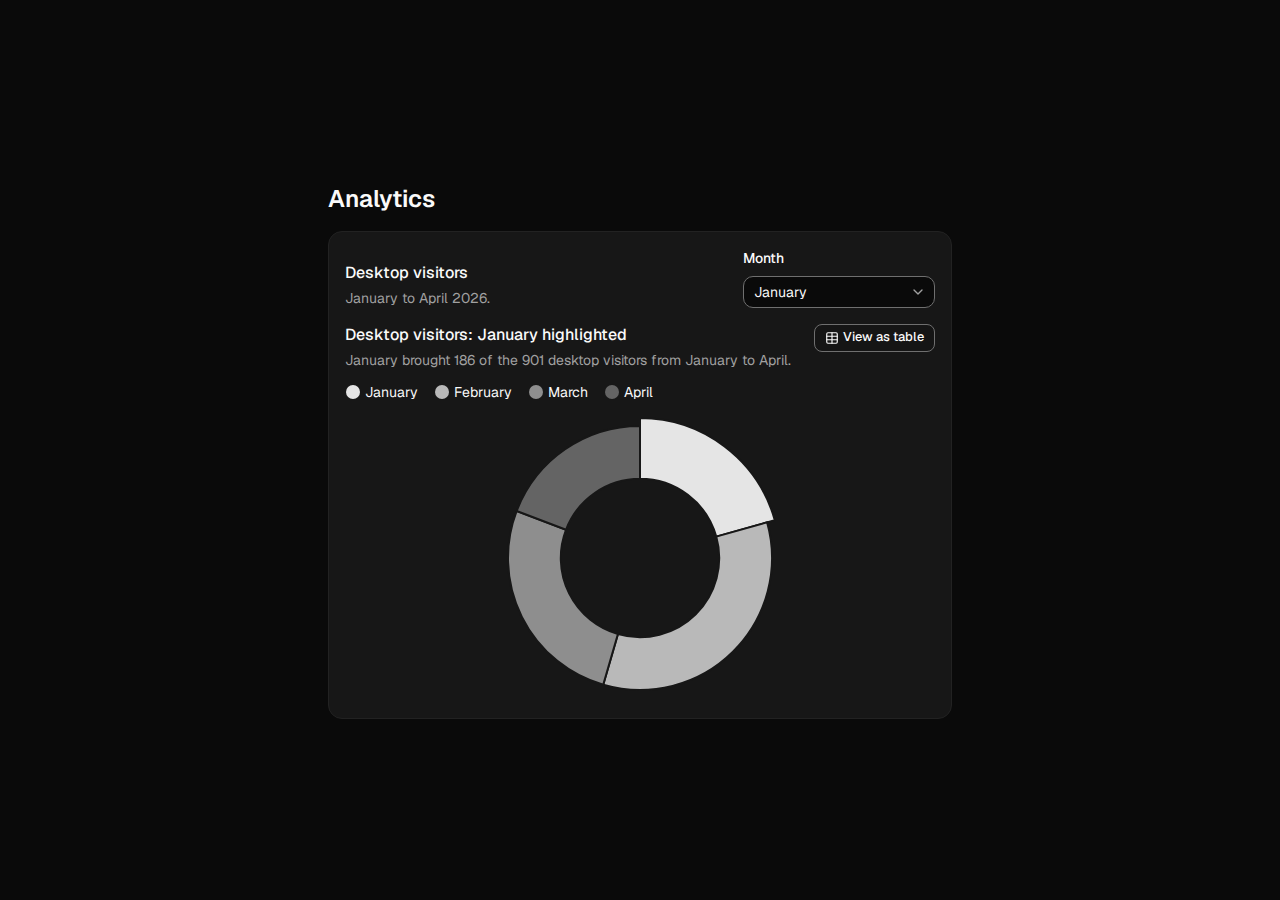 Analytics
Desktop visitors
January to April 2026.
Month
January
Desktop visitors: January highlighted
January brought 186 of the 901 desktop visitors from January to April.
View as table
January
February
March
April